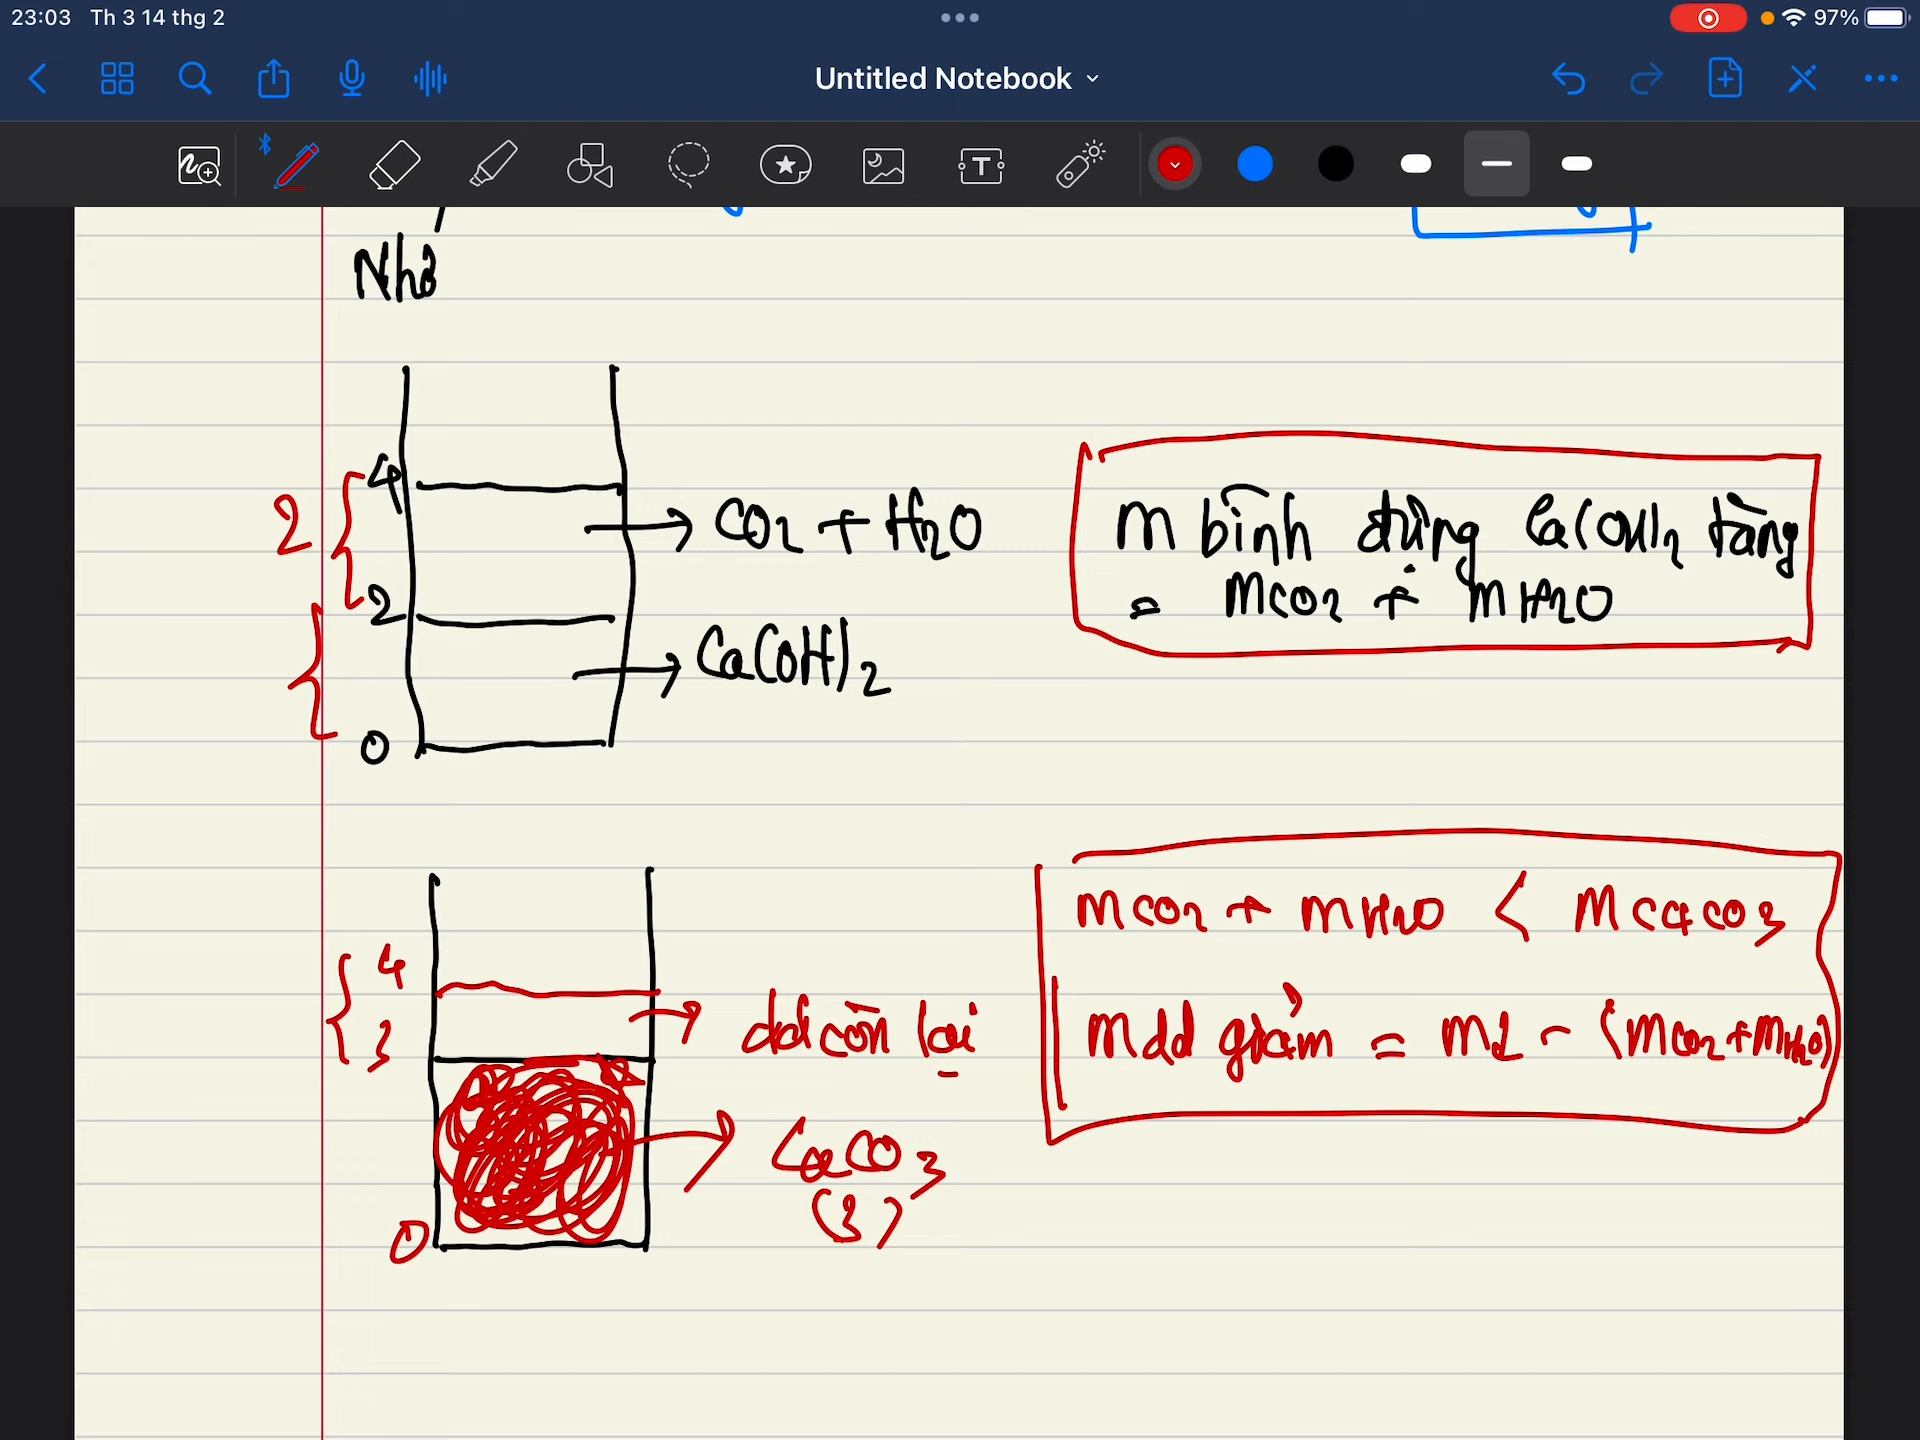 23:03 Th 3 14 thg 2
97%
Untitled Notebook
T
Nhỏ
4
2
CO2 + H2O
2
Ca(OH)2
0
m bình đựng Ca(OH)2 tăng
= mCO2 + mH2O
4
3
dd còn lại
CaCO3
(3)
0
mCO2 + mH2O < mCaCO3
mdd giảm = m↓ - (mCO2 + mH2O)